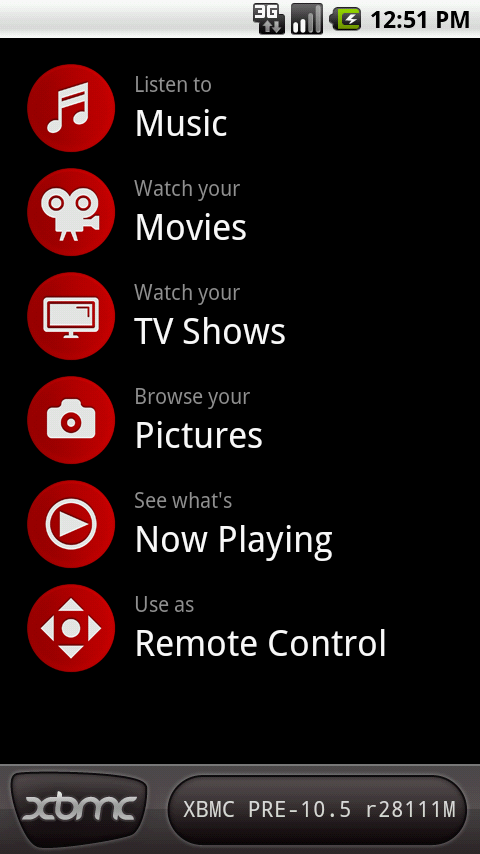 3G 12:51 PM
Listen to
Music
Watch your
Movies
Watch your
TV Shows
Browse your
Pictures
See what's
Now Playing
Use as
Remote Control
xbmc XBMC PRE-10.5 r28111M